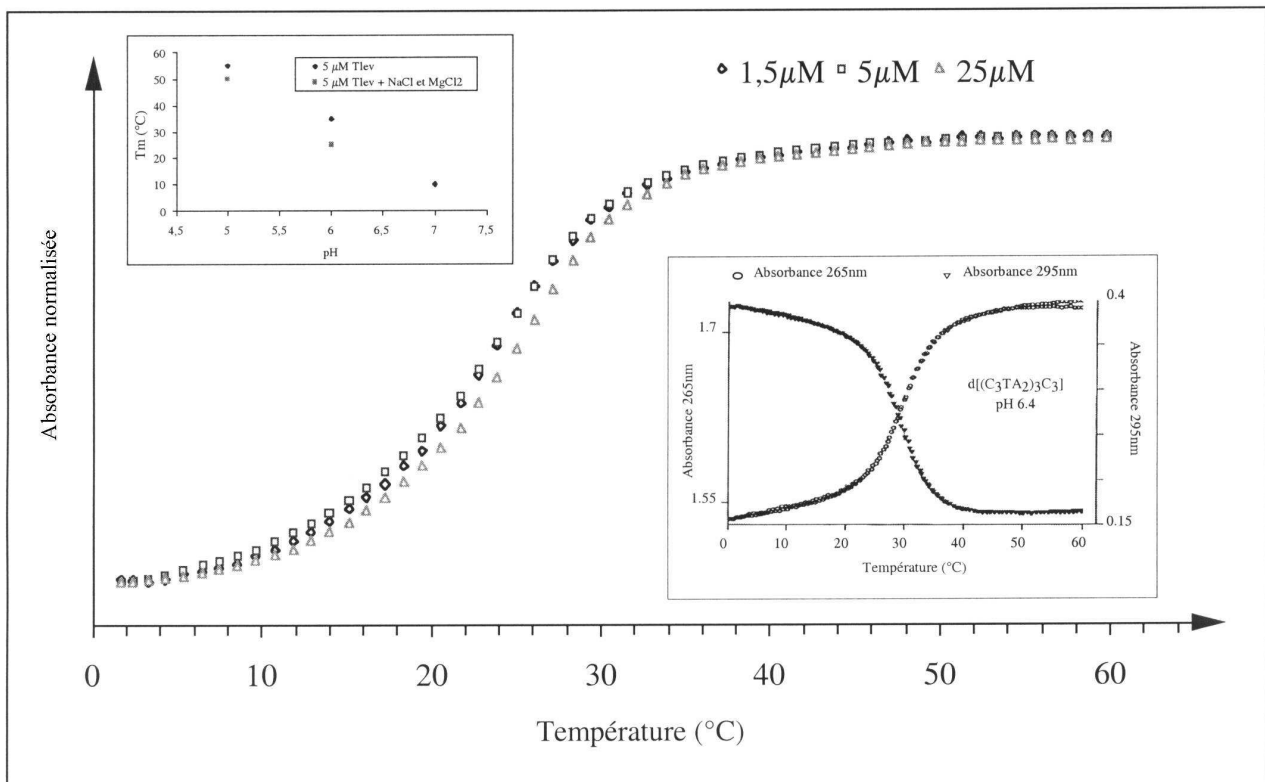 60
50
40
30
20
10
0
4,5 5 5,5 6 6,5 7 7,5
Tm (°C)
pH
5 µM Tlev
5 µM Tlev + NaCl et MgCl2
1,5µM 5µM 25µM
Absorbance normalisée
Absorbance 265nm Absorbance 295nm
1.7
1.55
0.4
0.15
Absorbance 265nm
Absorbance 295nm
d[(C₃TA₂)₃C₃]
pH 6.4
0 10 20 30 40 50 60
Température (°C)
0 10 20 30 40 50 60
Température (°C)